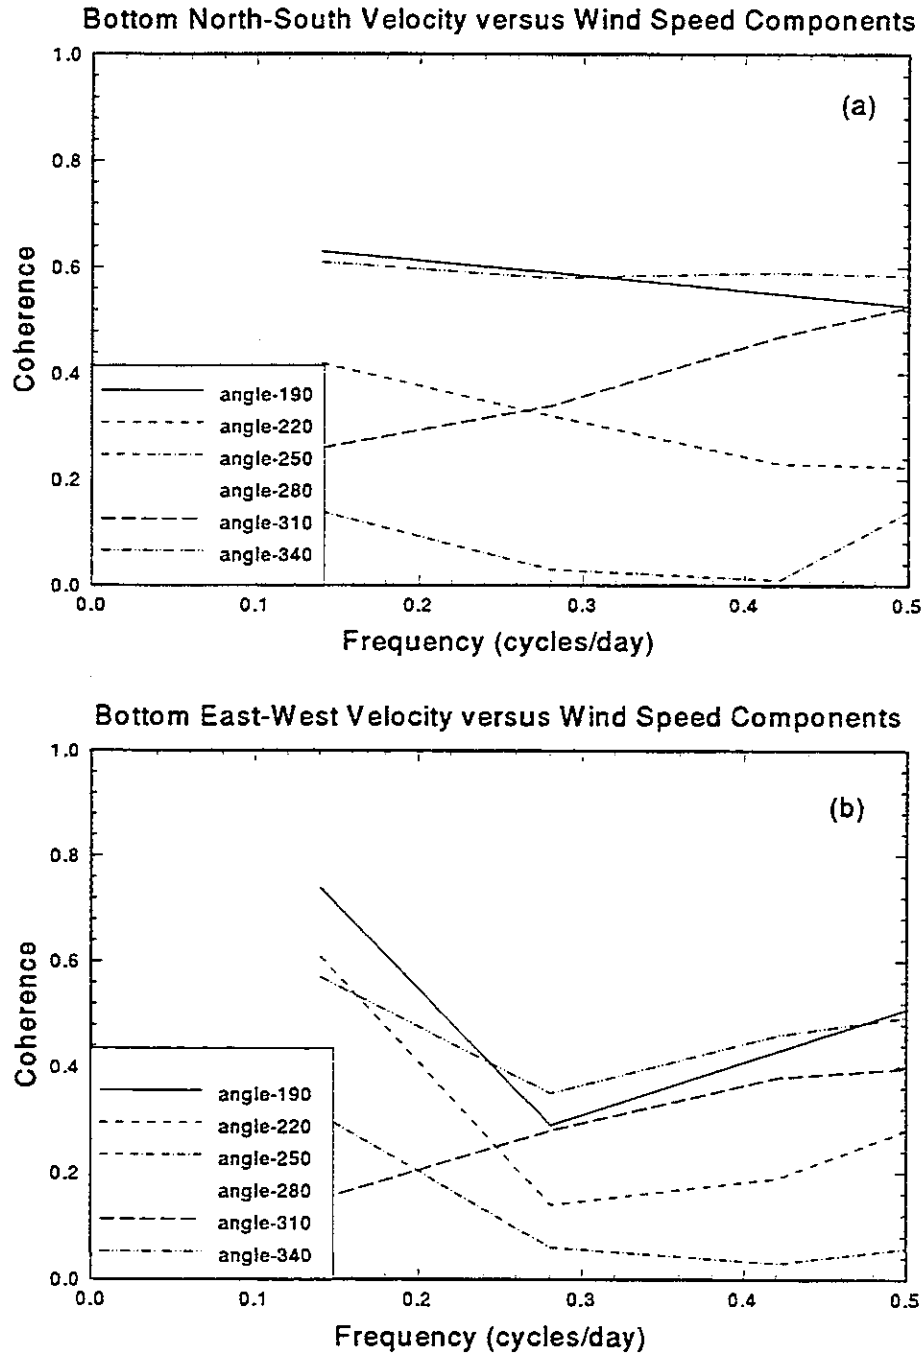 Bottom North-South Velocity versus Wind Speed Components
1.0
(a)
0.8
0.6
Coherence
0.4
angle-190
angle-220
angle-250
0.2
angle-280
angle-310
angle-340
0.0
0.0 0.1 0.2 0.3 0.4 0.5
Frequency (cycles/day)
Bottom East-West Velocity versus Wind Speed Components
1.0
(b)
0.8
0.6
Coherence
0.4
angle-190
angle-220
angle-250
0.2
angle-280
angle-310
angle-340
0.0
0.0 0.1 0.2 0.3 0.4 0.5
Frequency (cycles/day)